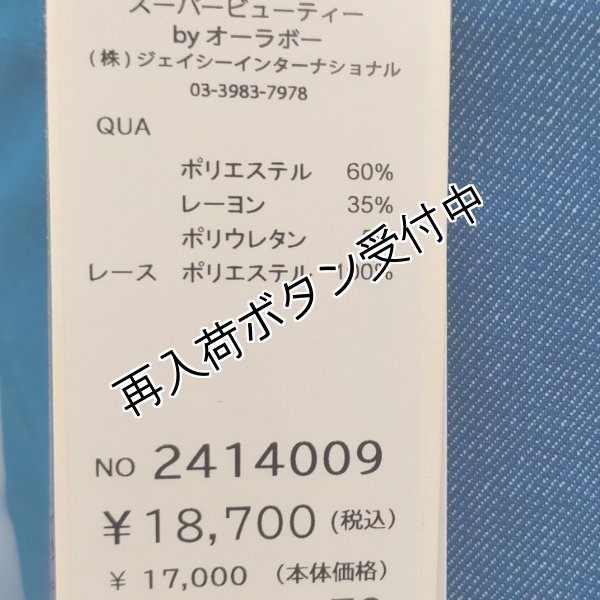 スーパービューティー
by オーラボー
(株)ジェイシーインターナショナル
03-3983-7978
QUA
ポリエステル 60%
レーヨン 35%
ポリウレタン
レース ポリエステル 100%
再入荷ボタン受付中
NO 2414009
¥18,700 (税込)
¥ 17,000 (本体価格)